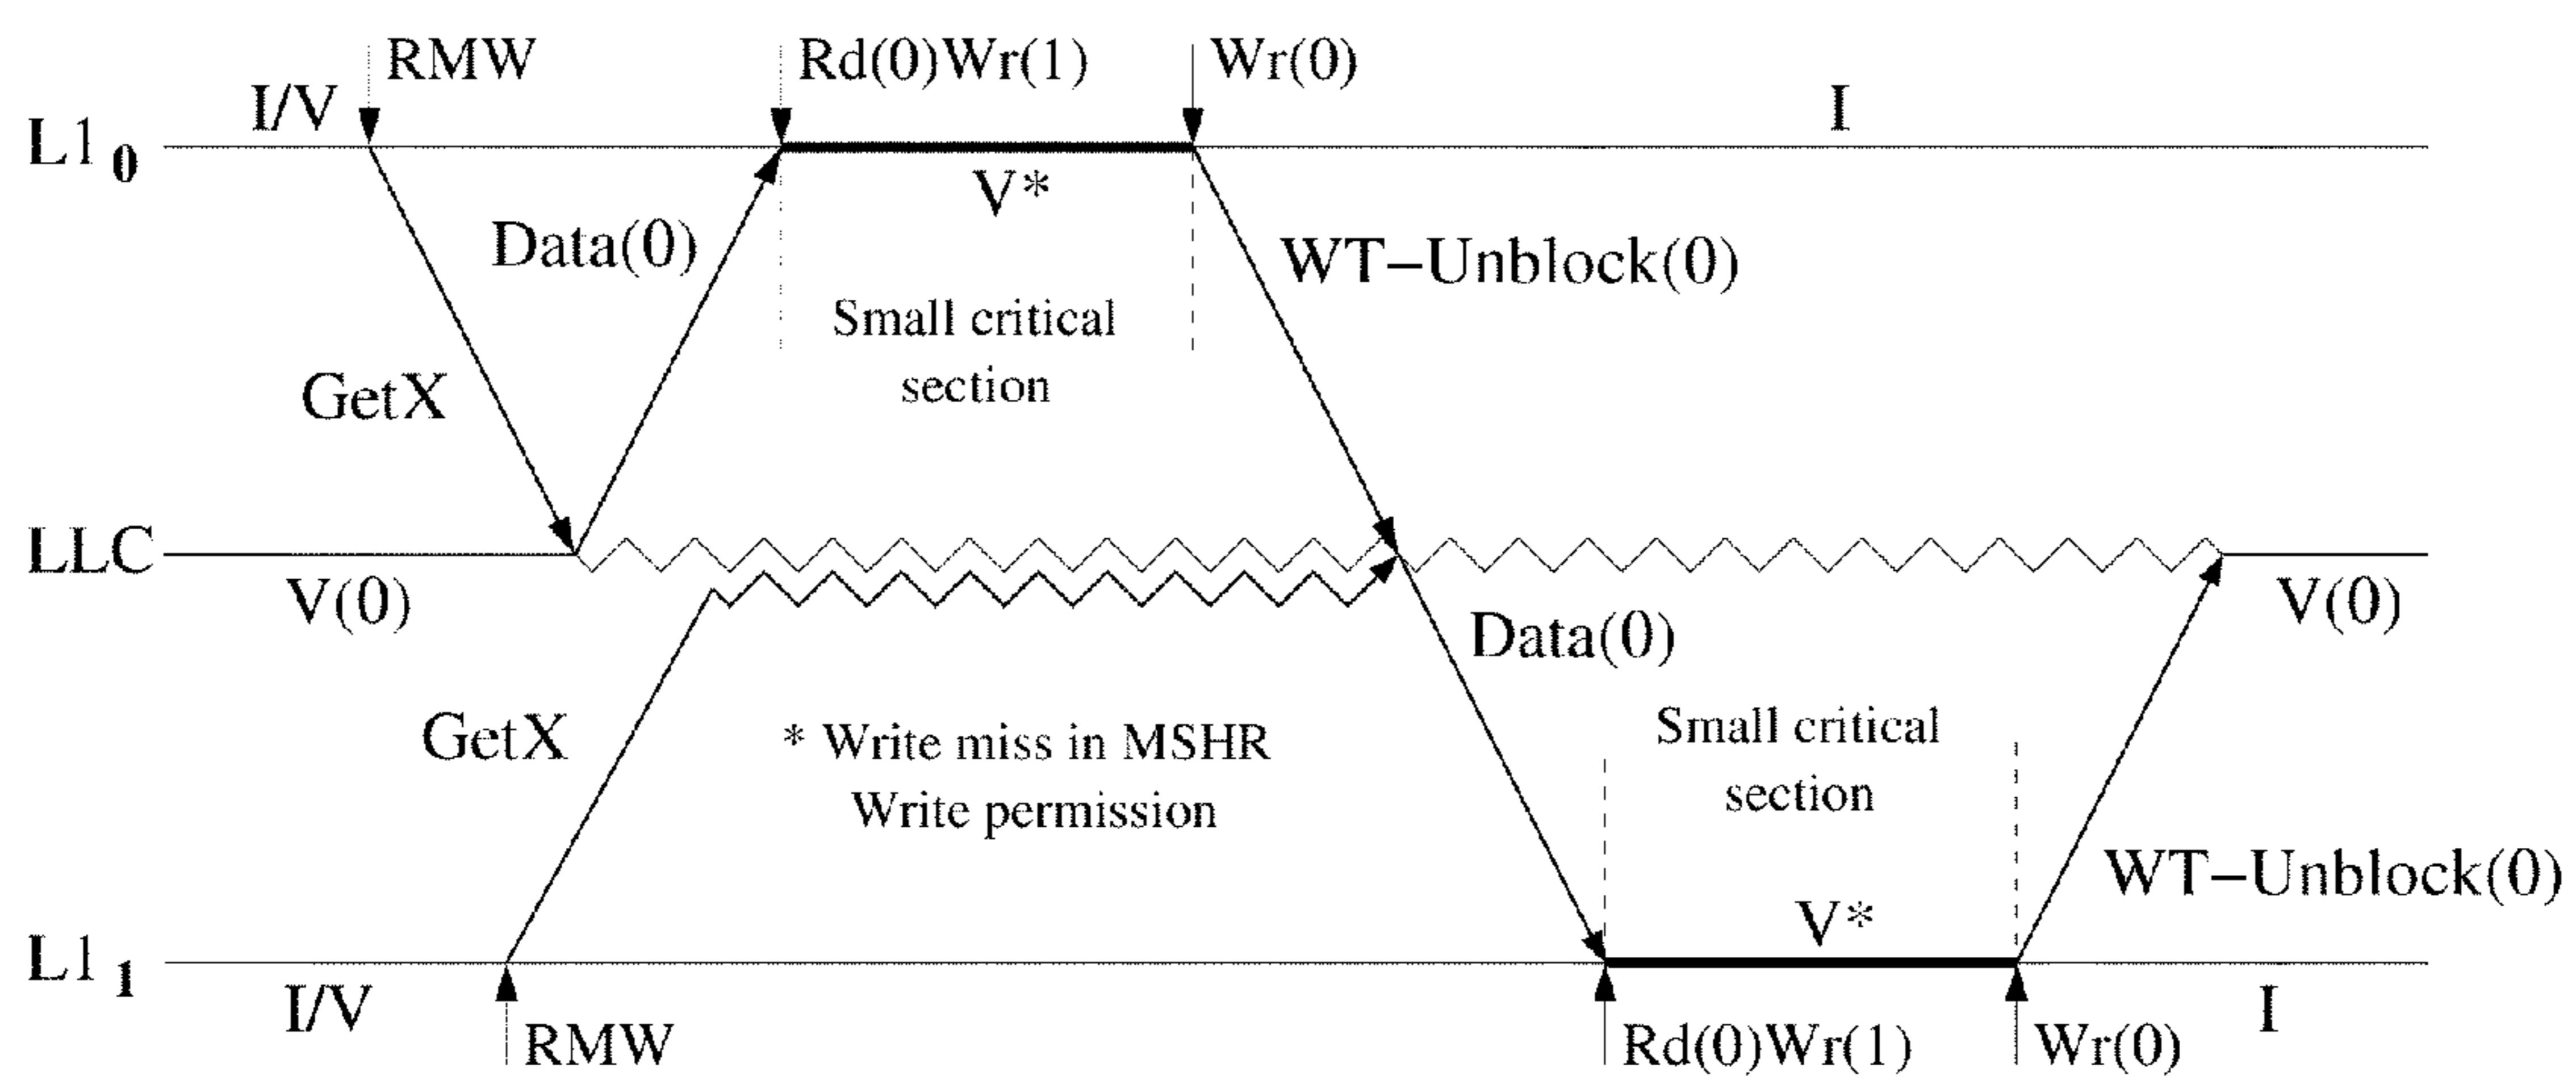 RMW
Rd(0)Wr(1)
Wr(0)
I/V
I
L1 0
V*
Data(0)
WT–Unblock(0)
Small critical
section
GetX
LLC
V(0)
V(0)
Data(0)
GetX
* Write miss in MSHR
Write permission
Small critical
section
WT–Unblock(0)
V*
L1 1
I/V
I
RMW
Rd(0)Wr(1)
Wr(0)